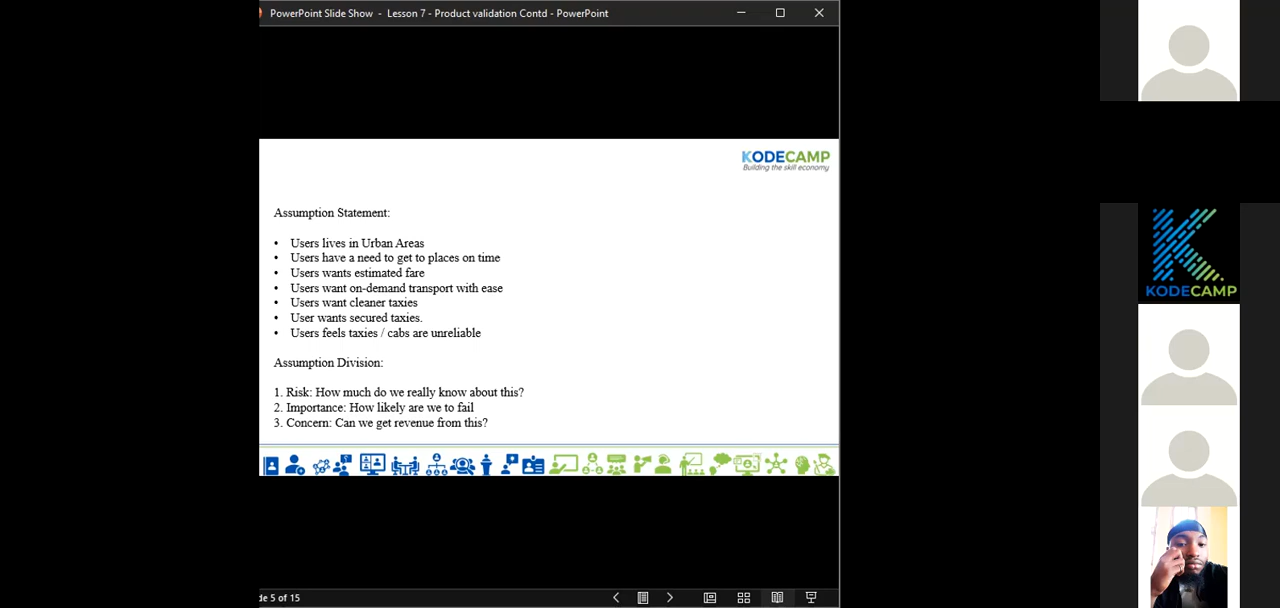 PowerPoint Slide Show - Lesson 7 - Product validation Contd - PowerPoint
KODECAMP
Building the skill economy
Assumption Statement:
• Users lives in Urban Areas
• Users have a need to get to places on time
• Users wants estimated fare
• Users want on-demand transport with ease
• Users want cleaner taxies
• User wants secured taxies.
• Users feels taxies / cabs are unreliable
Assumption Division:
1. Risk: How much do we really know about this?
2. Importance: How likely are we to fail
3. Concern: Can we get revenue from this?
de 5 of 15
KODECAMP